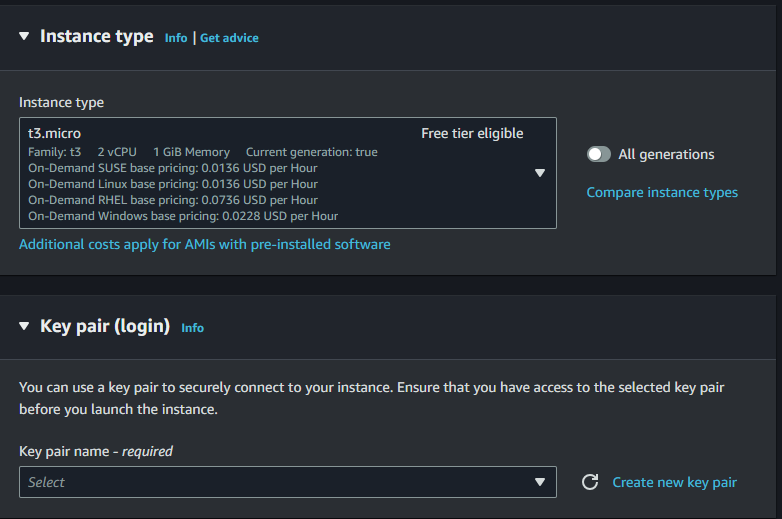 Instance type Info | Get advice
Instance type
t3.micro Free tier eligible
Family: t3 2 vCPU 1 GiB Memory Current generation: true
On-Demand SUSE base pricing: 0.0136 USD per Hour
On-Demand Linux base pricing: 0.0136 USD per Hour
On-Demand RHEL base pricing: 0.0736 USD per Hour
On-Demand Windows base pricing: 0.0228 USD per Hour
All generations
Compare instance types
Additional costs apply for AMIs with pre-installed software
Key pair (login) Info
You can use a key pair to securely connect to your instance. Ensure that you have access to the selected key pair
before you launch the instance.
Key pair name - required
Select
Create new key pair